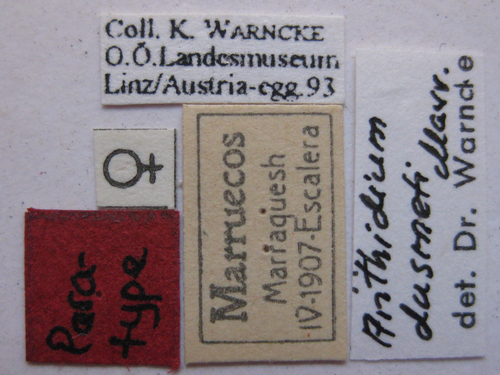 Coll. K. WARNCKE
O.Ö.Landesmuseum
Linz/Austria-egg.93
♀
Para-
type
Marruecos
Marraquesh
·IV-1907-Escalera
Anthidium
dusmeti Mavr.
det. Dr. Warncke